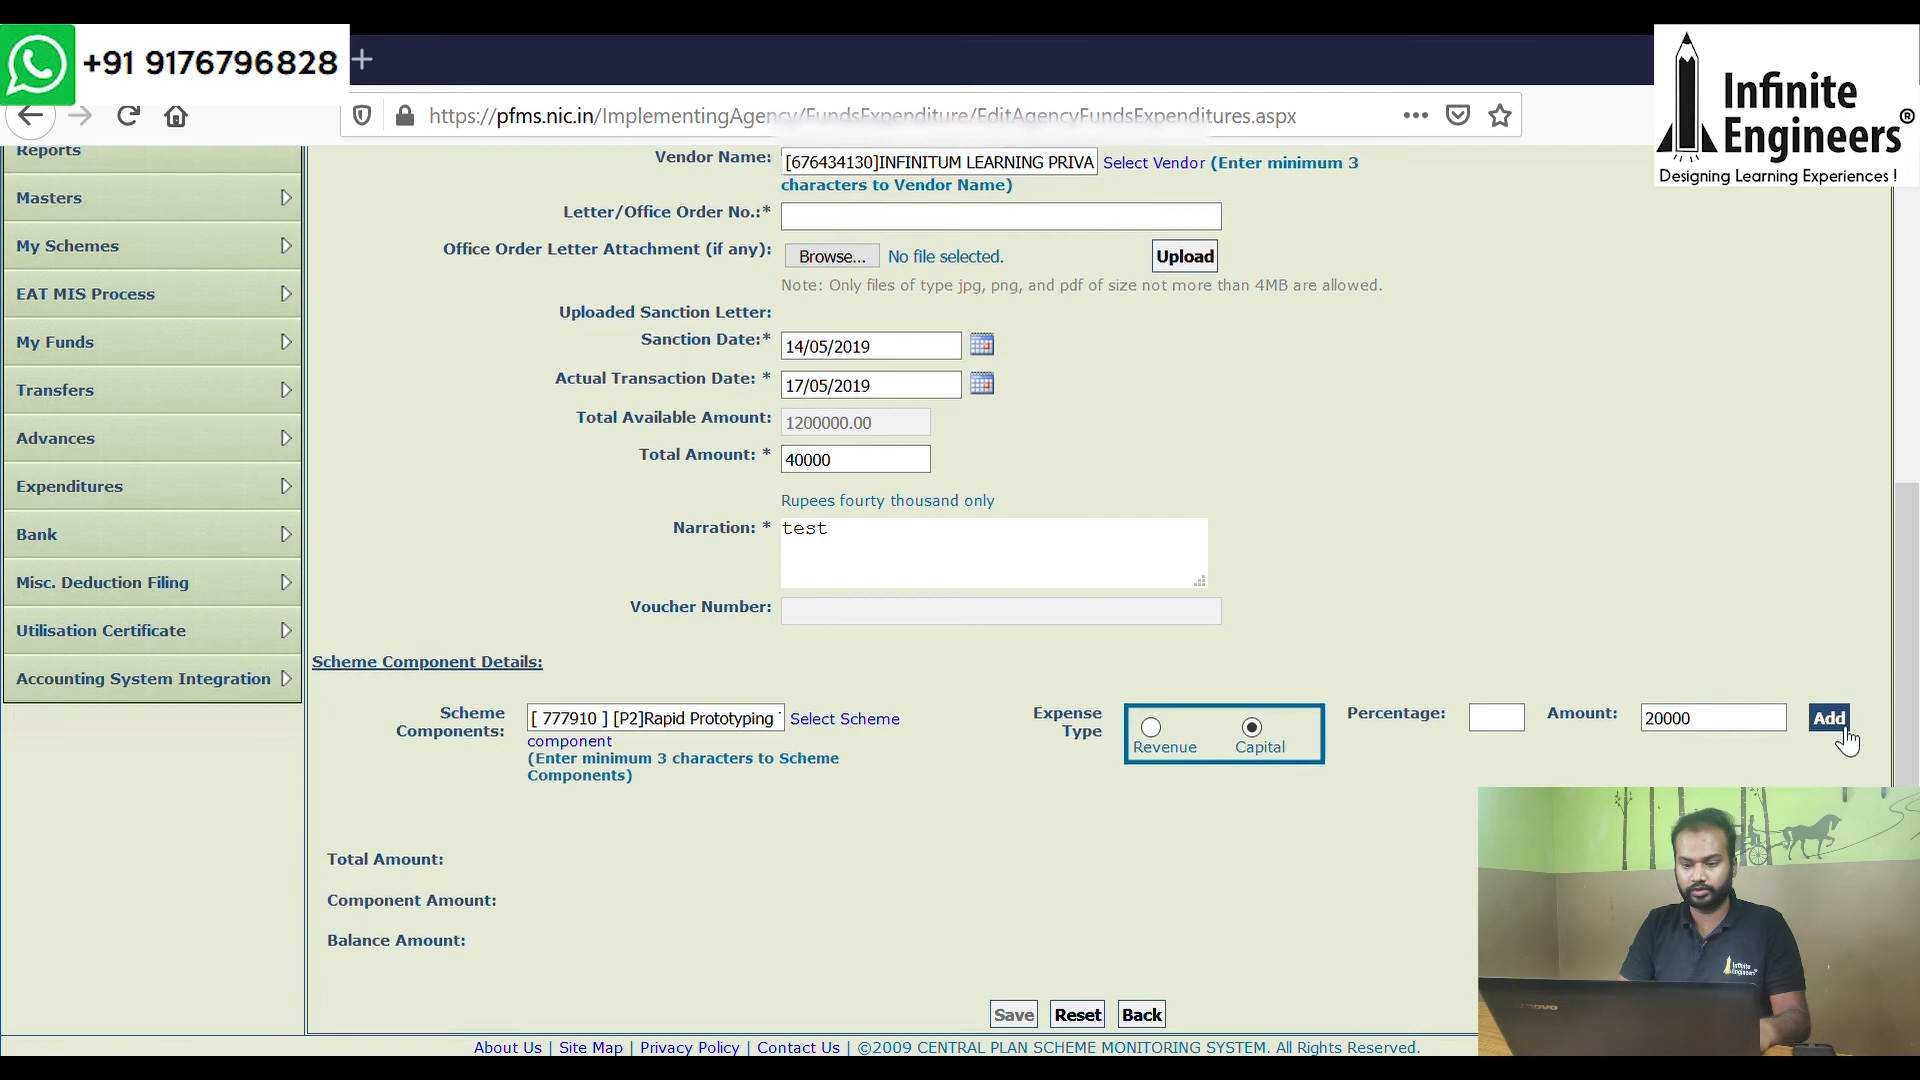 +91 9176796828
https://pfms.nic.in/ImplementingAgency/FundsExpenditure/EditAgencyFundsExpenditures.aspx
Infinite
Engineers®
Designing Learning Experiences !
Reports
Masters
My Schemes
EAT MIS Process
My Funds
Transfers
Advances
Expenditures
Bank
Misc. Deduction Filing
Utilisation Certificate
Accounting System Integration
Vendor Name: [676434130]INFINITUM LEARNING PRIVA Select Vendor (Enter minimum 3
characters to Vendor Name)
Letter/Office Order No.:*
Office Order Letter Attachment (if any): Browse... No file selected. Upload
Note: Only files of type jpg, png, and pdf of size not more than 4MB are allowed.
Uploaded Sanction Letter:
Sanction Date:* 14/05/2019
Actual Transaction Date: * 17/05/2019
Total Available Amount: 1200000.00
Total Amount: * 40000
Rupees fourty thousand only
Narration: * test
Voucher Number:
Scheme Component Details:
Scheme
Components: [ 777910 ] [P2]Rapid Prototyping Select Scheme
component
(Enter minimum 3 characters to Scheme
Components)
Expense
Type
Revenue Capital
Percentage: Amount: 20000 Add
Total Amount:
Component Amount:
Balance Amount:
Save Reset Back
About Us | Site Map | Privacy Policy | Contact Us | ©2009 CENTRAL PLAN SCHEME MONITORING SYSTEM. All Rights Reserved.
Infinite
Engineers
lenovo